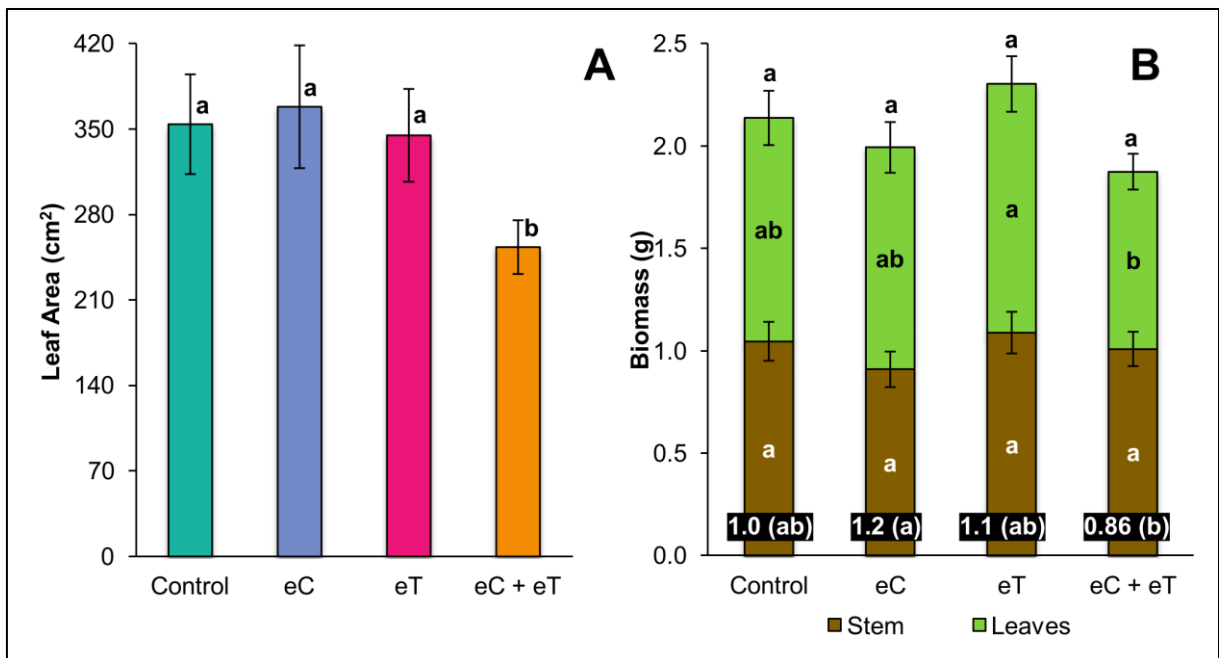 A
Leaf Area (cm²)
420
350
280
210
140
70
0
a
a
a
b
Control
eC
eT
eC + eT
B
Biomass (g)
2.5
2.0
1.5
1.0
0.5
0.0
a
a
a
a
ab
ab
a
b
a
a
a
a
1.0 (ab)
1.2 (a)
1.1 (ab)
0.86 (b)
Control
eC
eT
eC + eT
Stem
Leaves